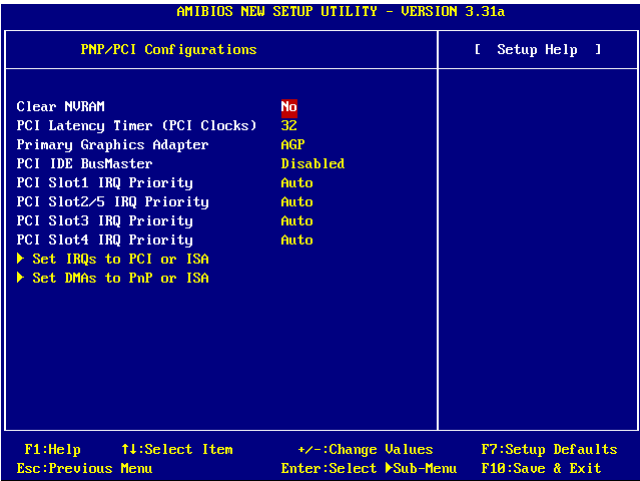 AMIBIOS NEW SETUP UTILITY - VERSION 3.31a
PNP/PCI Configurations
[ Setup Help ]
Clear NVRAM No
PCI Latency Timer (PCI Clocks) 32
Primary Graphics Adapter AGP
PCI IDE BusMaster Disabled
PCI Slot1 IRQ Priority Auto
PCI Slot2/5 IRQ Priority Auto
PCI Slot3 IRQ Priority Auto
PCI Slot4 IRQ Priority Auto
▶ Set IRQs to PCI or ISA
▶ Set DMAs to PnP or ISA
F1:Help ↑↓:Select Item +/-:Change Values F7:Setup Defaults
Esc:Previous Menu Enter:Select ▶Sub-Menu F10:Save & Exit